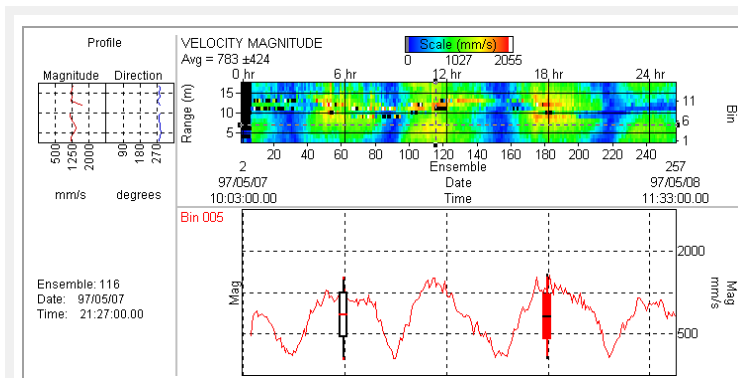 Profile
Magnitude Direction
500 1250 2000 90 180 270
mm/s degrees
Ensemble: 116
Date: 97/05/07
Time: 21:27:00.00
VELOCITY MAGNITUDE
Avg = 783 ±424
Scale (mm/s)
0 1027 2055
0 hr 6 hr 12 hr 18 hr 24 hr
Range (m)
15
10
5
11
6
1
Bin
20 40 60 80 100 120 140 160 180 200 220 240
2 Ensemble 257
97/05/07 Date 97/05/08
10:03:00.00 Time 11:33:00.00
Bin 005
Mag
2000
500
Mag
mm/s